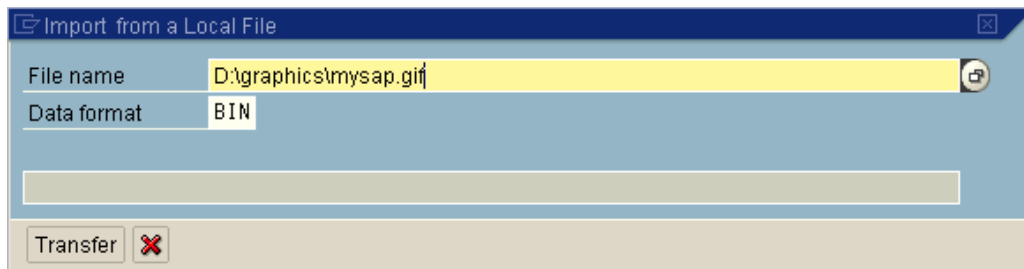 Import from a Local File
File name D:\graphics\mysap.gif
Data format BIN
Transfer